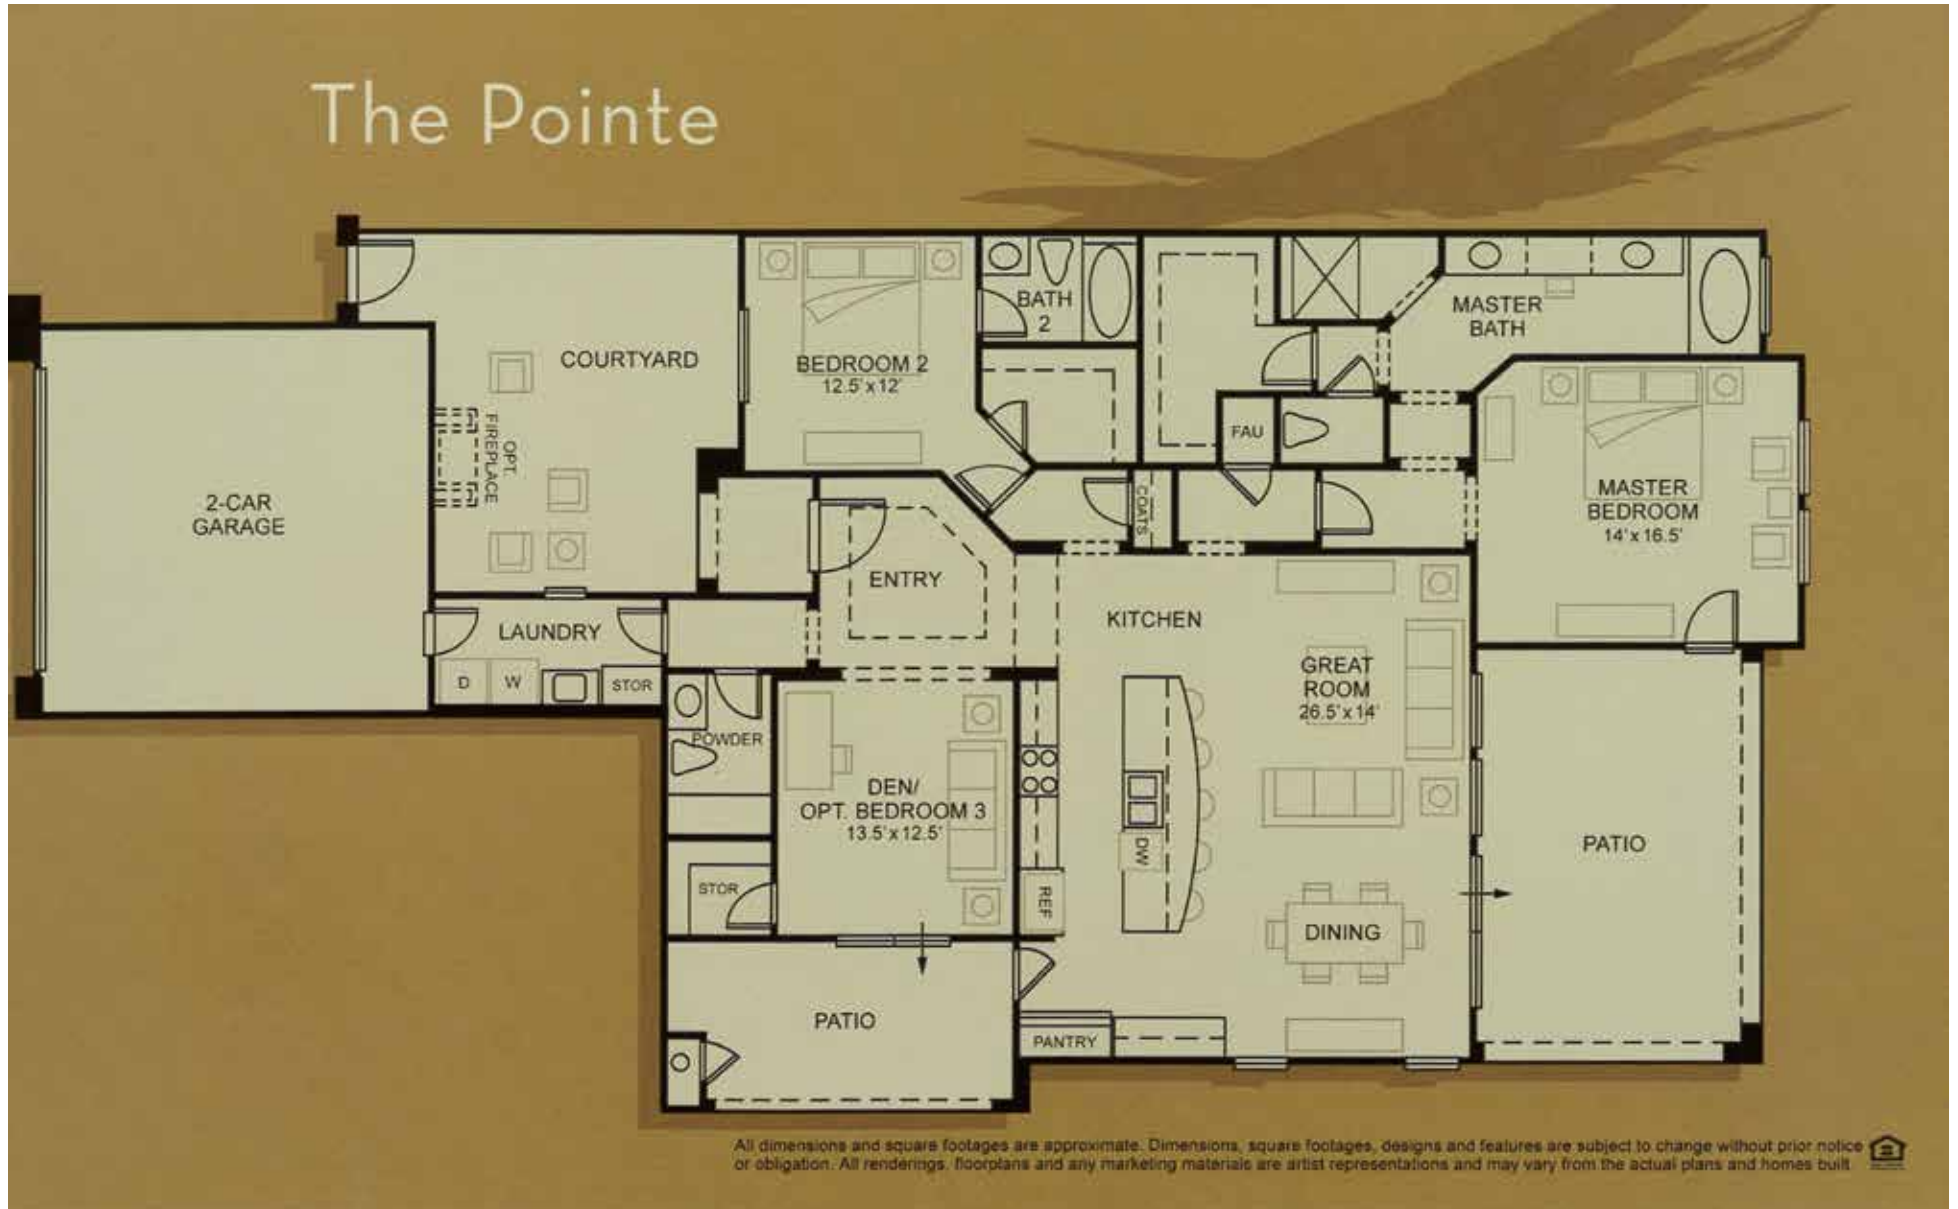 The Pointe
COURTYARD
BEDROOM 2
12.5' x 12'
BATH
2
MASTER
BATH
OPT.
FIREPLACE
2-CAR
GARAGE
FAU
COATS
MASTER
BEDROOM
14' x 16.5'
ENTRY
LAUNDRY
D
W
STOR
KITCHEN
GREAT
ROOM
26.5' x 14'
POWDER
DEN/
OPT. BEDROOM 3
13.5' x 12.5'
DW
PATIO
STOR
REF
DINING
PATIO
PANTRY
All dimensions and square footages are approximate. Dimensions, square footages, designs and features are subject to change without prior notice
or obligation. All renderings, floorplans and any marketing materials are artist representations and may vary from the actual plans and homes built